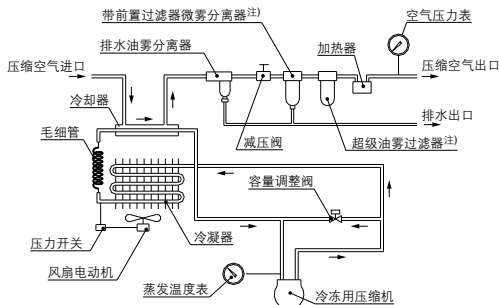 带前置过滤器微雾分离器注)
空气压力表
排水油雾分离器
加热器
压缩空气进口
压缩空气出口
冷却器
排水出口
毛细管
减压阀
超级油雾过滤器注)
容量调整阀
压力开关
冷凝器
风扇电动机
蒸发温度表
冷冻用压缩机